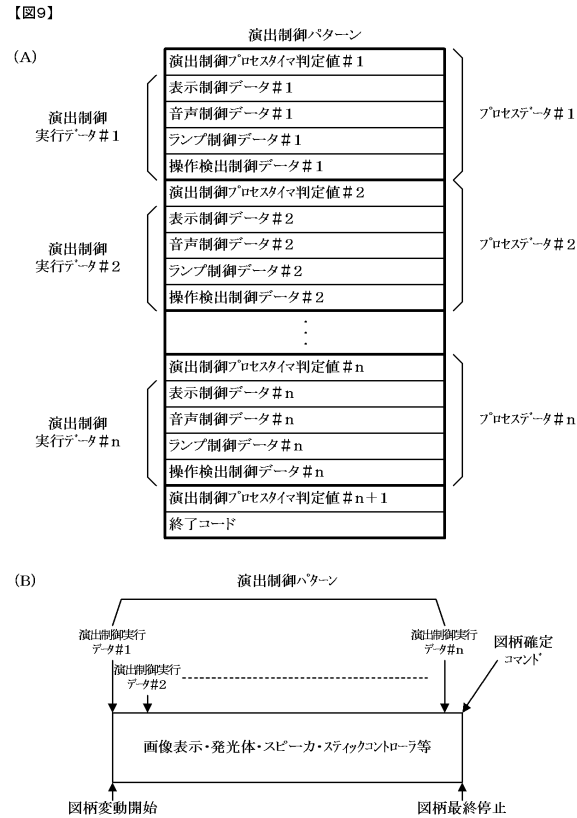 【図９】
演出制御パターン
(A)
演出制御プロセスタイマ判定値＃１
表示制御データ＃１
音声制御データ＃１
ランプ制御データ＃１
操作検出制御データ＃１
演出制御
実行データ＃１
プロセスデータ＃１
演出制御プロセスタイマ判定値＃２
表示制御データ＃２
音声制御データ＃２
ランプ制御データ＃２
操作検出制御データ＃２
演出制御
実行データ＃２
プロセスデータ＃２
・
・
・
演出制御プロセスタイマ判定値＃ｎ
表示制御データ＃ｎ
音声制御データ＃ｎ
ランプ制御データ＃ｎ
操作検出制御データ＃ｎ
演出制御
実行データ＃ｎ
プロセスデータ＃ｎ
演出制御プロセスタイマ判定値＃ｎ＋１
終了コード
(B)
演出制御パターン
演出制御実行
データ＃1
演出制御実行
データ＃2
演出制御実行
データ＃n
図柄確定
コマンド
画像表示・発光体・スピーカ・スティックコントローラ等
図柄変動開始
図柄最終停止